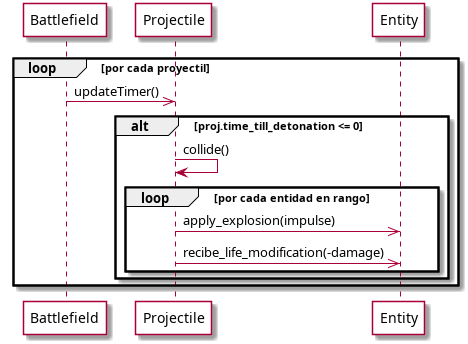 Battlefield Projectile Entity
loop [por cada proyectil]
updateTimer()
alt [proj.time_till_detonation <= 0]
collide()
loop [por cada entidad en rango]
apply_explosion(impulse)
recibe_life_modification(-damage)
Battlefield Projectile Entity